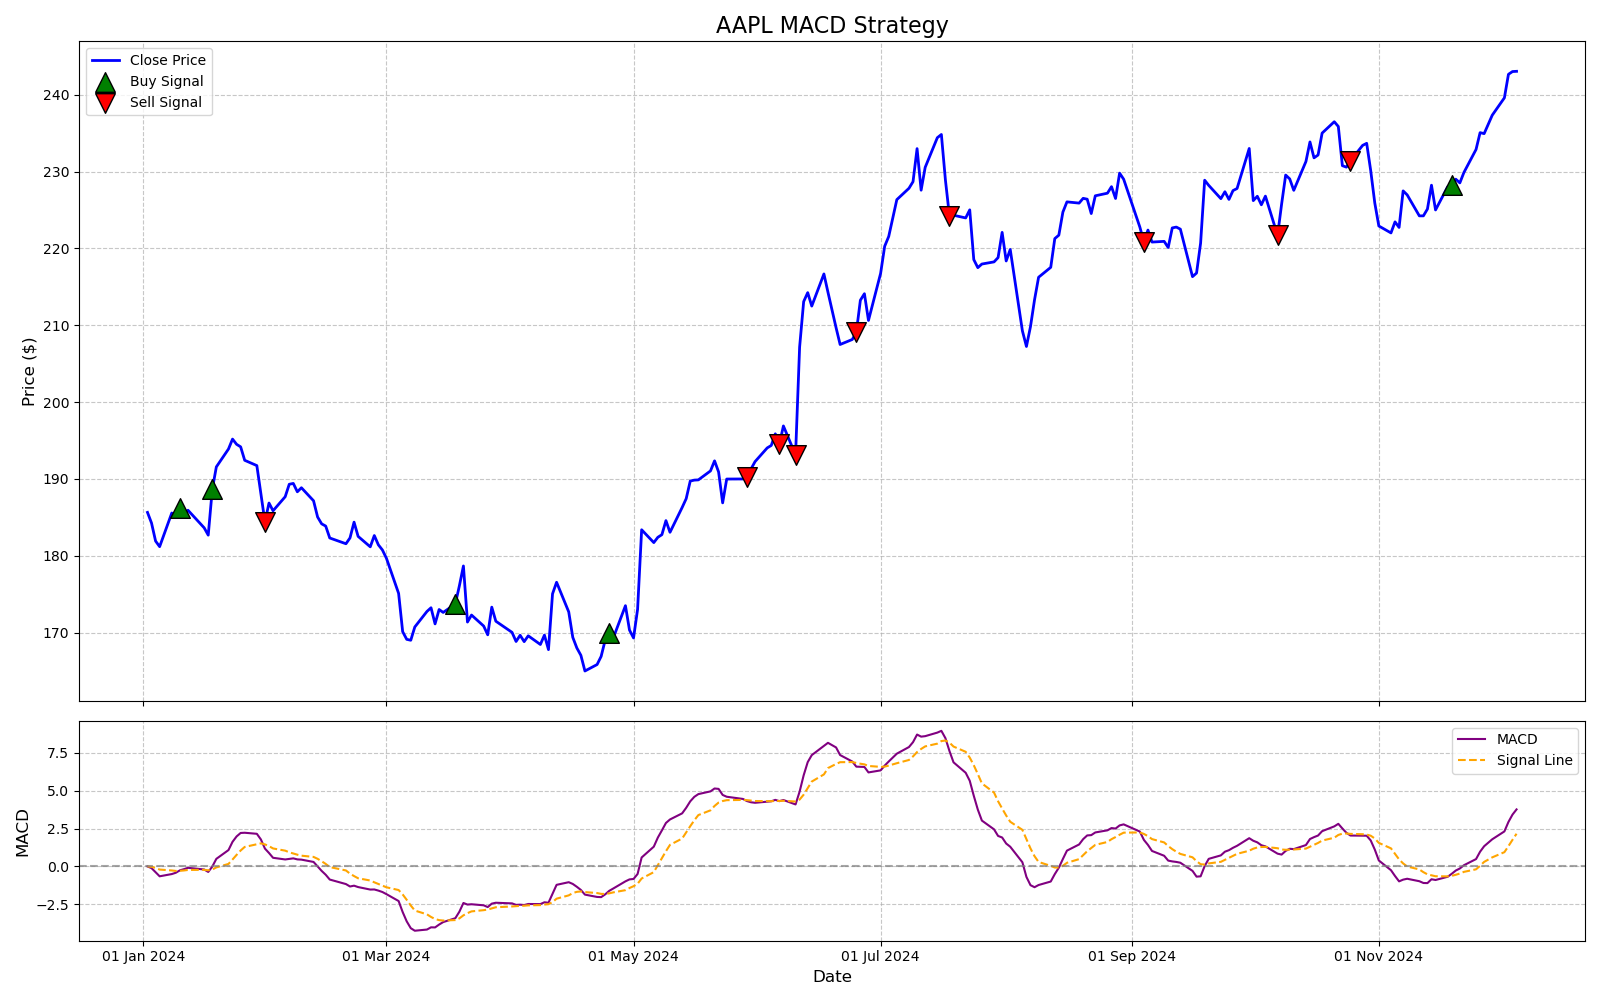 AAPL MACD Strategy
Close Price
Buy Signal
Sell Signal
240
230
220
210
200
190
180
170
Price ($)
MACD
Signal Line
7.5
5.0
2.5
0.0
−2.5
MACD
01 Jan 2024
01 Mar 2024
01 May 2024
01 Jul 2024
01 Sep 2024
01 Nov 2024
Date